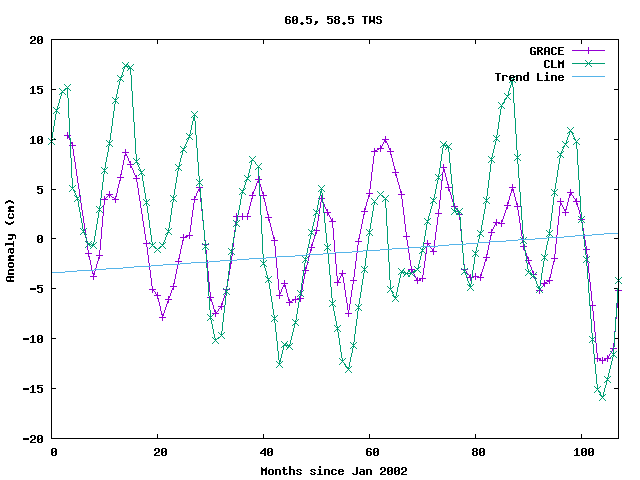 60.5, 58.5 TWS
GRACE
CLM
Trend Line
20
15
10
5
0
-5
-10
-15
-20
Anomaly (cm)
0 20 40 60 80 100
Months since Jan 2002